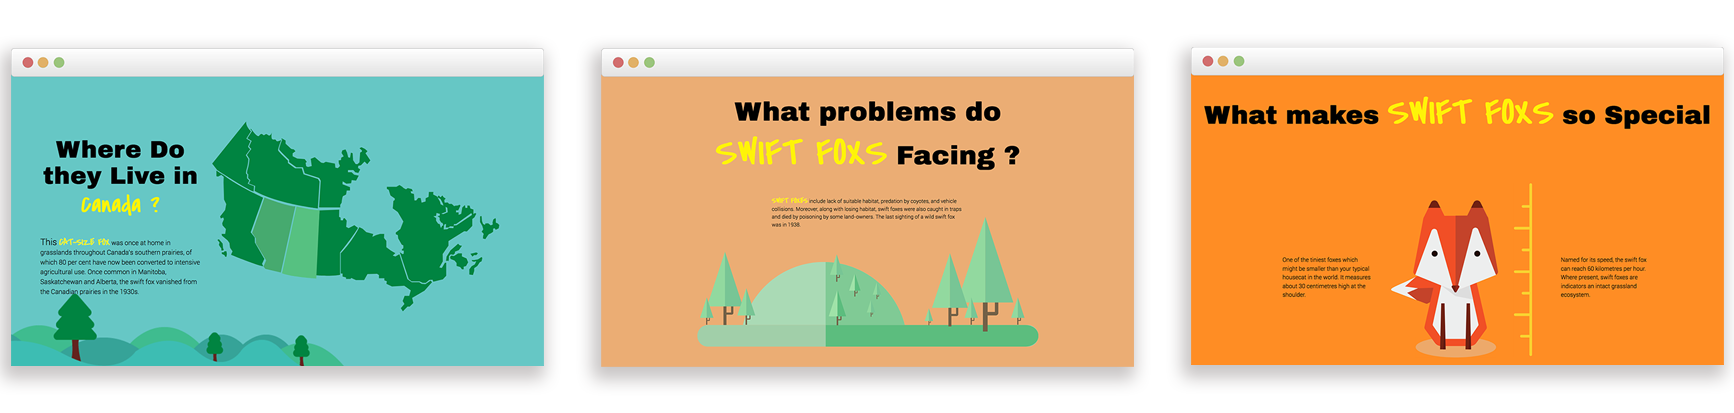 Where Do
they Live in
Canada ?
This CAT-SIZE FOX was once at home in
grasslands throughout Canada's southern prairies, of
which 80 per cent have now been converted to intensive
agricultural use. Once common in Manitoba,
Saskatchewan and Alberta, the swift fox vanished from
the Canadian prairies in the 1930s.
What problems do
SWIFT FOXS Facing ?
SWIFT FOXES include lack of suitable habitat, predation by coyotes, and vehicle
collisions. Moreover, along with losing habitat, swift foxes were also caught in traps
and died by poisoning by some land-owners. The last sighting of a wild swift fox
was in 1938.
What makes SWIFT FOXS so Special
One of the tiniest foxes which
might be smaller than your typical
housecat in the world. It measures
about 30 centimetres high at the
shoulder.
Named for its speed, the swift fox
can reach 60 kilometres per hour.
Where present, swift foxes are
indicators an intact grassland
ecosystem.